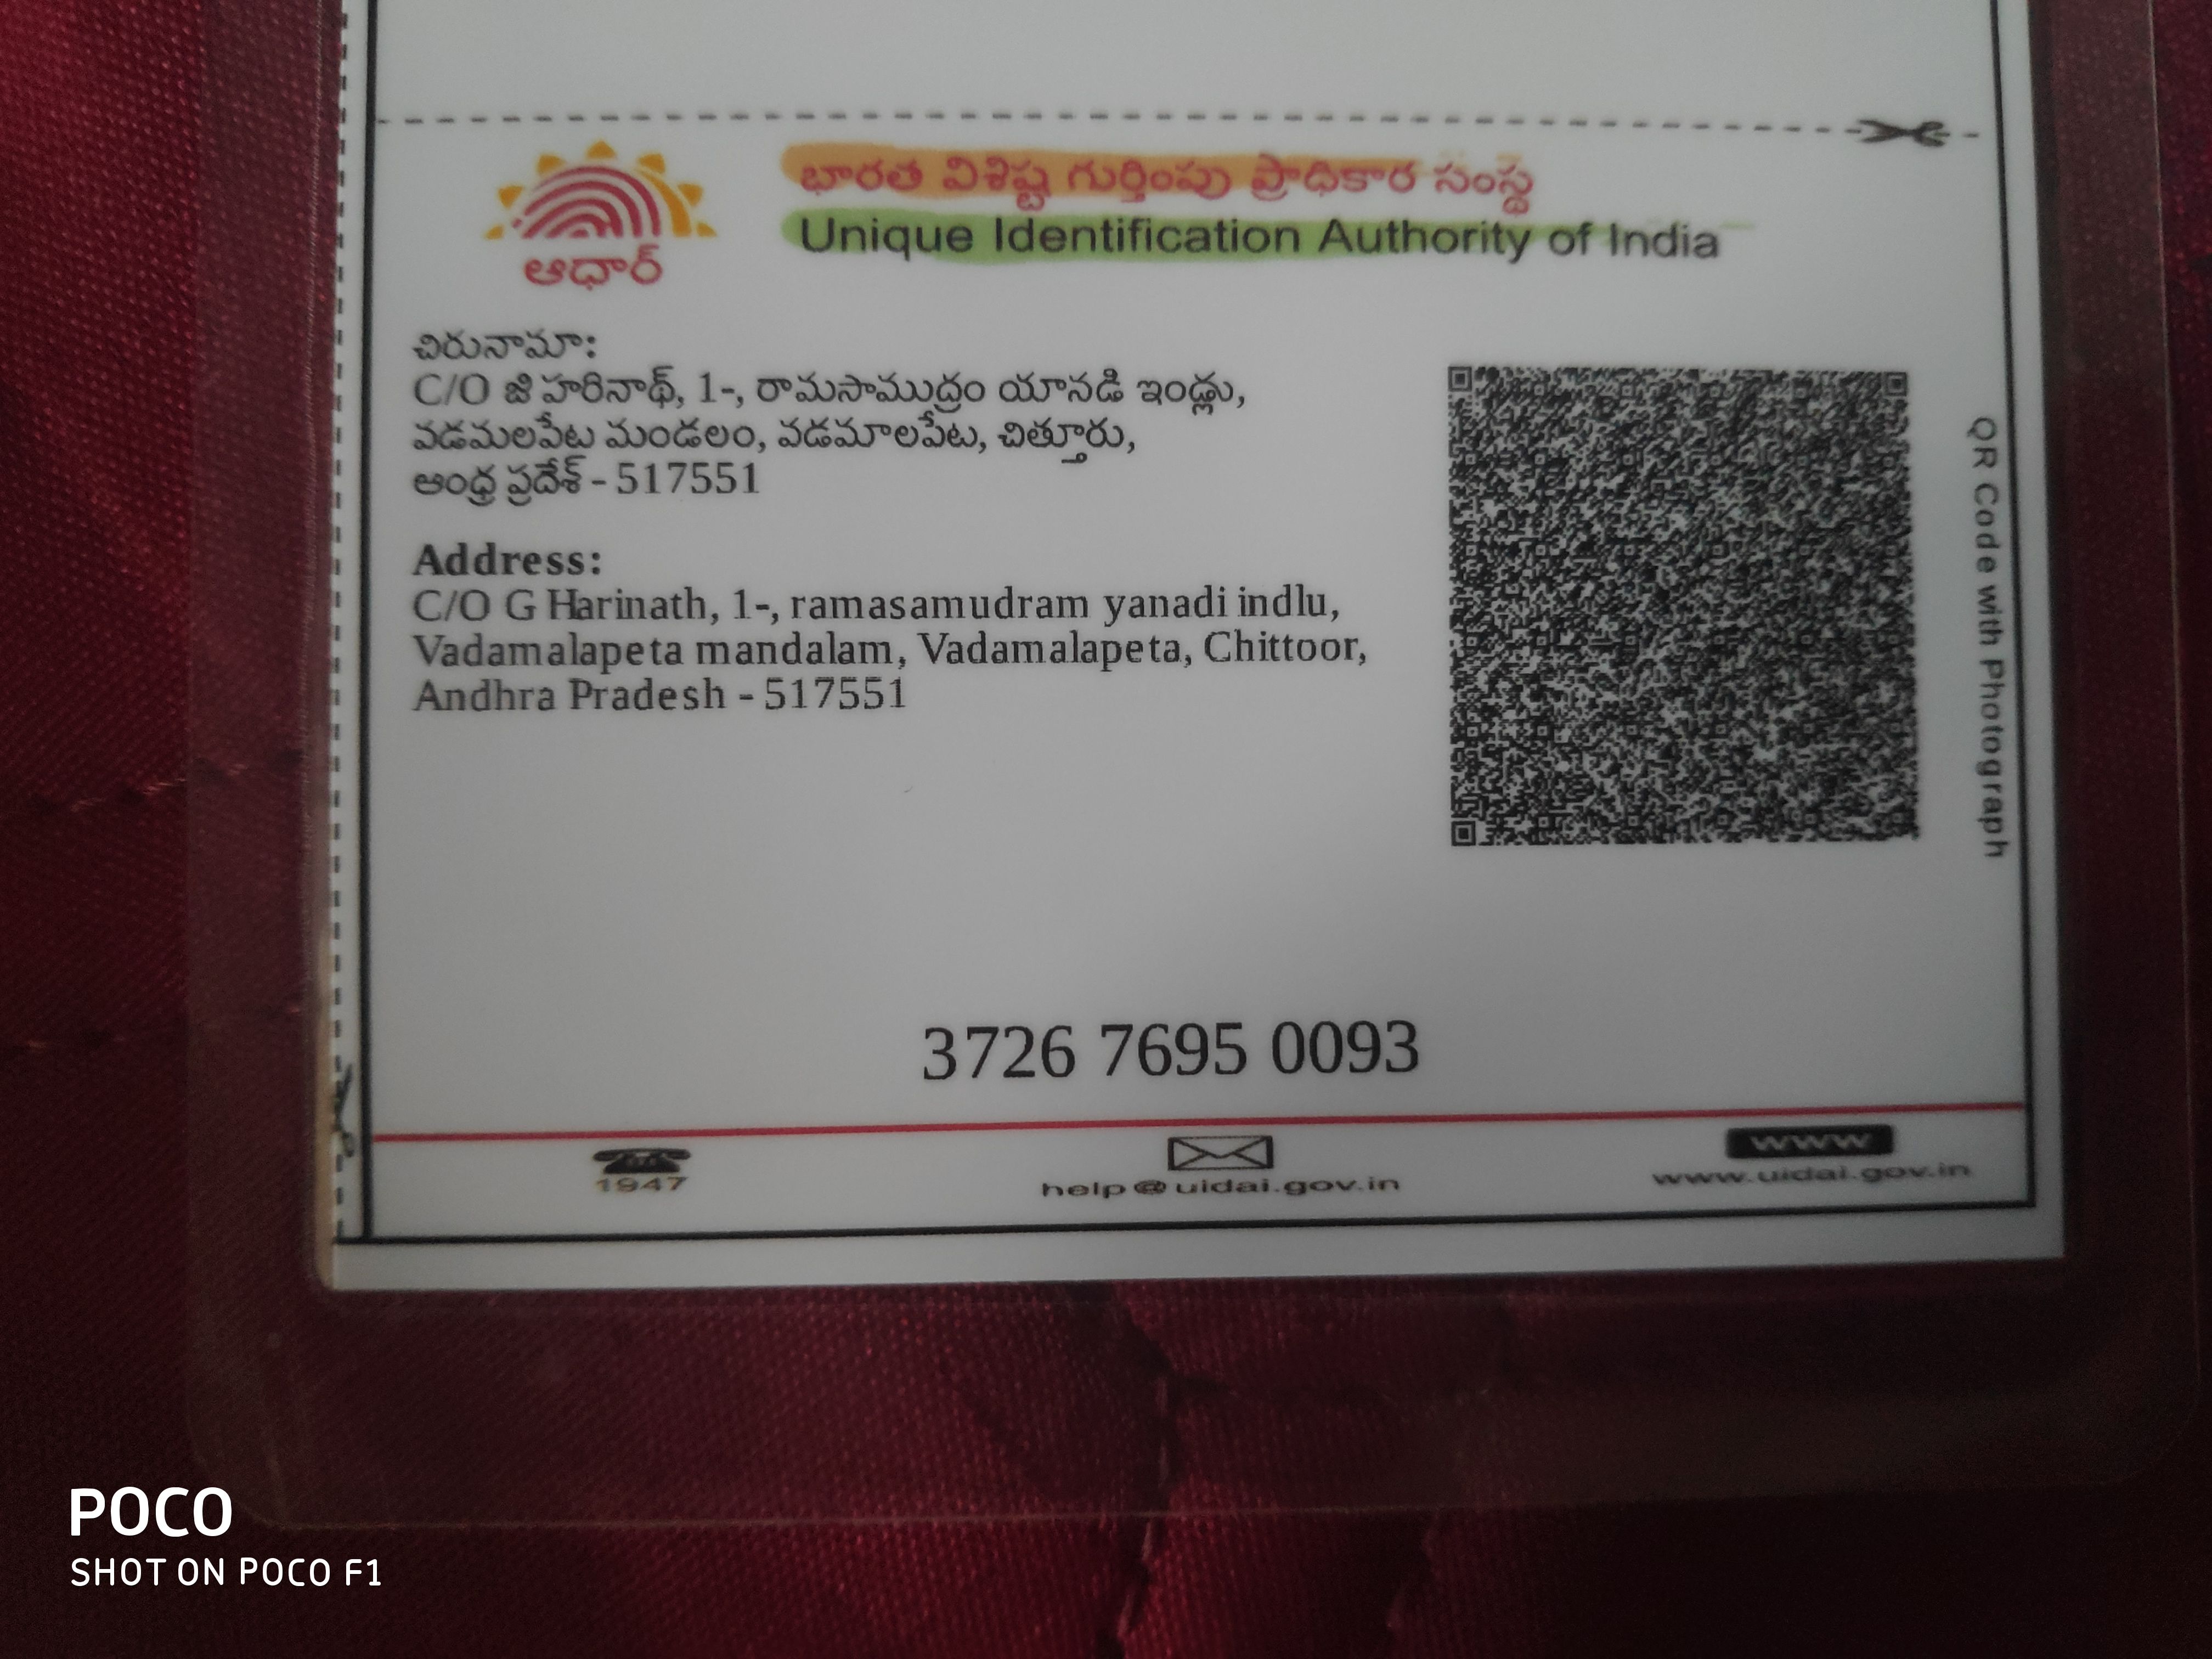 భారత విశిష్ట గుర్తింపు ప్రాధికార సంస్థ
Unique Identification Authority of India
ఆధార్
చిరునామా:
C/O జి హరినాథ్, 1-, రామసాముద్రం యానడి ఇండ్లు,
వడమలపేట మండలం, వడమాలపేట, చిత్తూరు,
ఆంధ్ర ప్రదేశ్ - 517551
Address:
C/O G Harinath, 1-, ramasamudram yanadi indlu,
Vadamalapeta mandalam, Vadamalapeta, Chittoor,
Andhra Pradesh - 517551
QR Code with Photograph
3726 7695 0093
1947
help@uidai.gov.in
www
www.uidai.gov.in
POCO
SHOT ON POCO F1